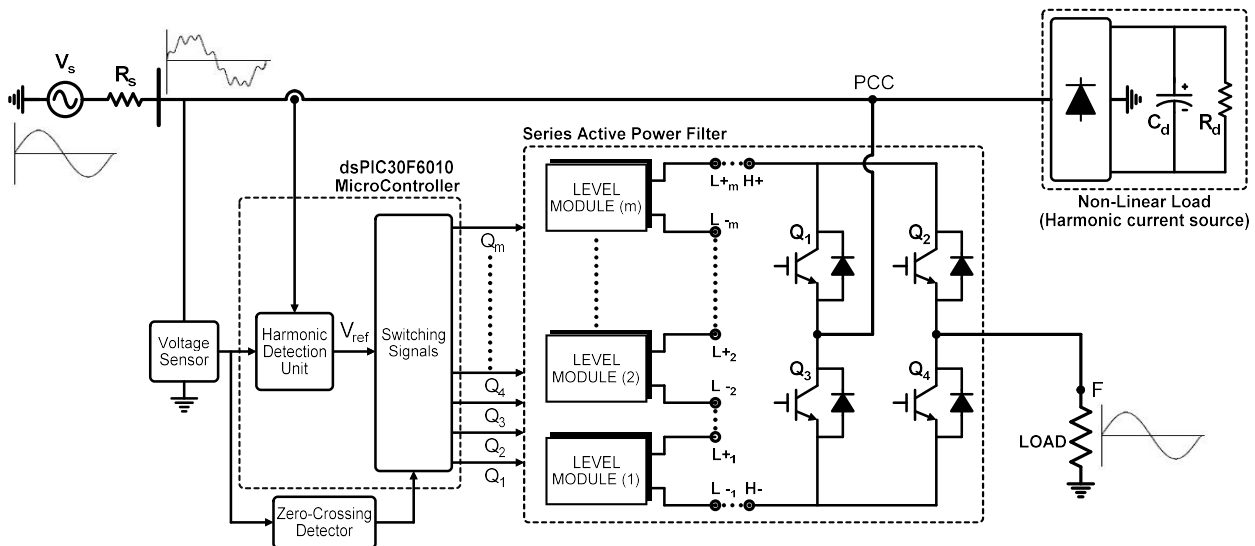 Vs
Rs
PCC
Cd
+
-
Rd
Non-Linear Load
(Harmonic current source)
Series Active Power Filter
dsPIC30F6010
MicroController
LEVEL
MODULE (m)
L+m H+
L-m
Q1
Q2
Qm
Voltage
Sensor
Harmonic
Detection
Unit
Vref
Switching
Signals
LEVEL
MODULE (2)
L+2
L-2
Q3
Q4
Q4
Q3
Q2
Q1
LEVEL
MODULE (1)
L+1
L-1 H-
F
LOAD
Zero-Crossing
Detector